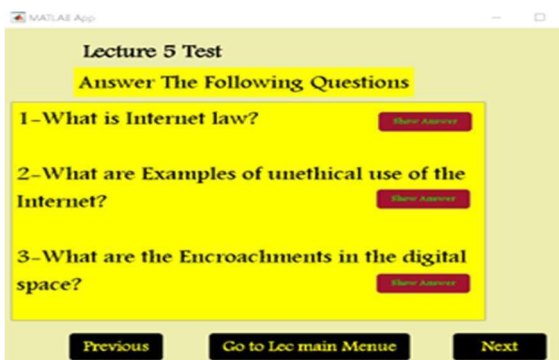 MATLAB App
Lecture 5 Test
Answer The Following Questions
1-What is Internet law?
Show Answer
2-What are Examples of unethical use of the
Internet?
Show Answer
3-What are the Encroachments in the digital
space?
Show Answer
Previous
Go to Lec main Menue
Next